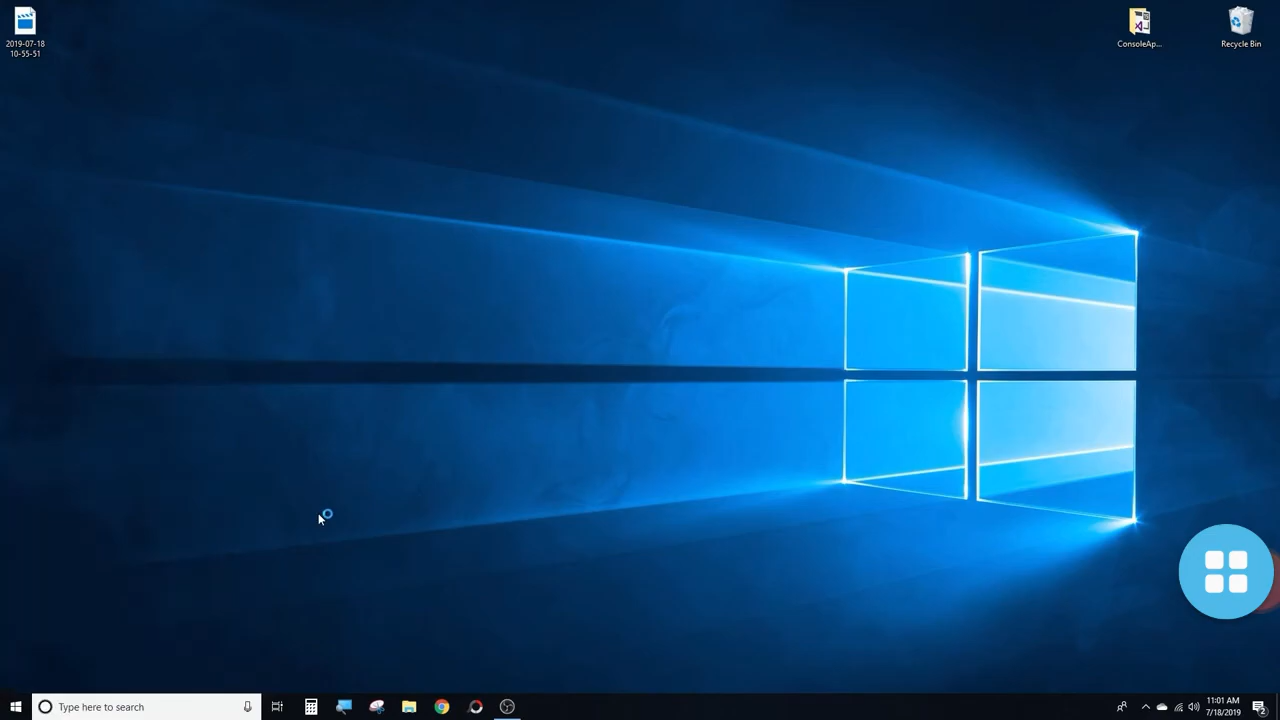 2019-07-18
10-55-51
ConsoleAp...
Recycle Bin
Type here to search
11:01 AM
7/18/2019
2